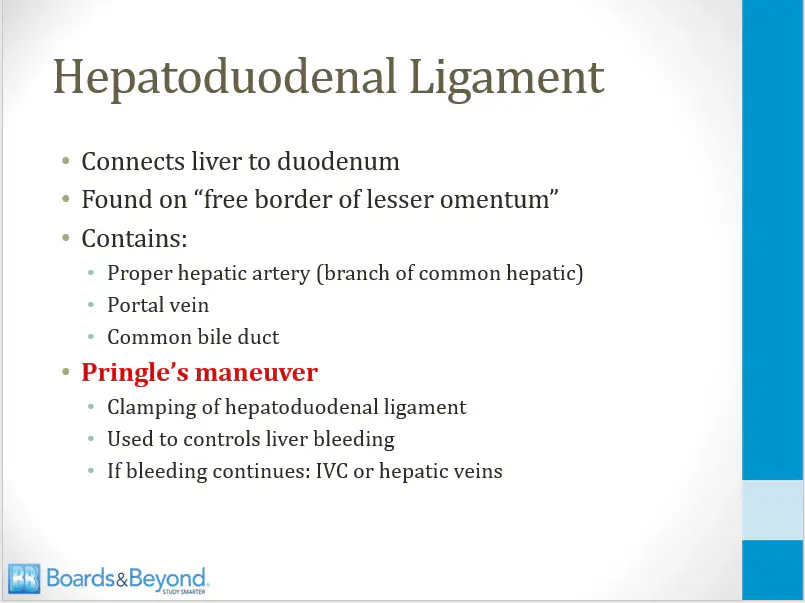 Hepatoduodenal Ligament
• Connects liver to duodenum
• Found on “free border of lesser omentum”
• Contains:
• Proper hepatic artery (branch of common hepatic)
• Portal vein
• Common bile duct
• Pringle’s maneuver
• Clamping of hepatoduodenal ligament
• Used to controls liver bleeding
• If bleeding continues: IVC or hepatic veins
BB Boards&Beyond.
STUDY SMARTER